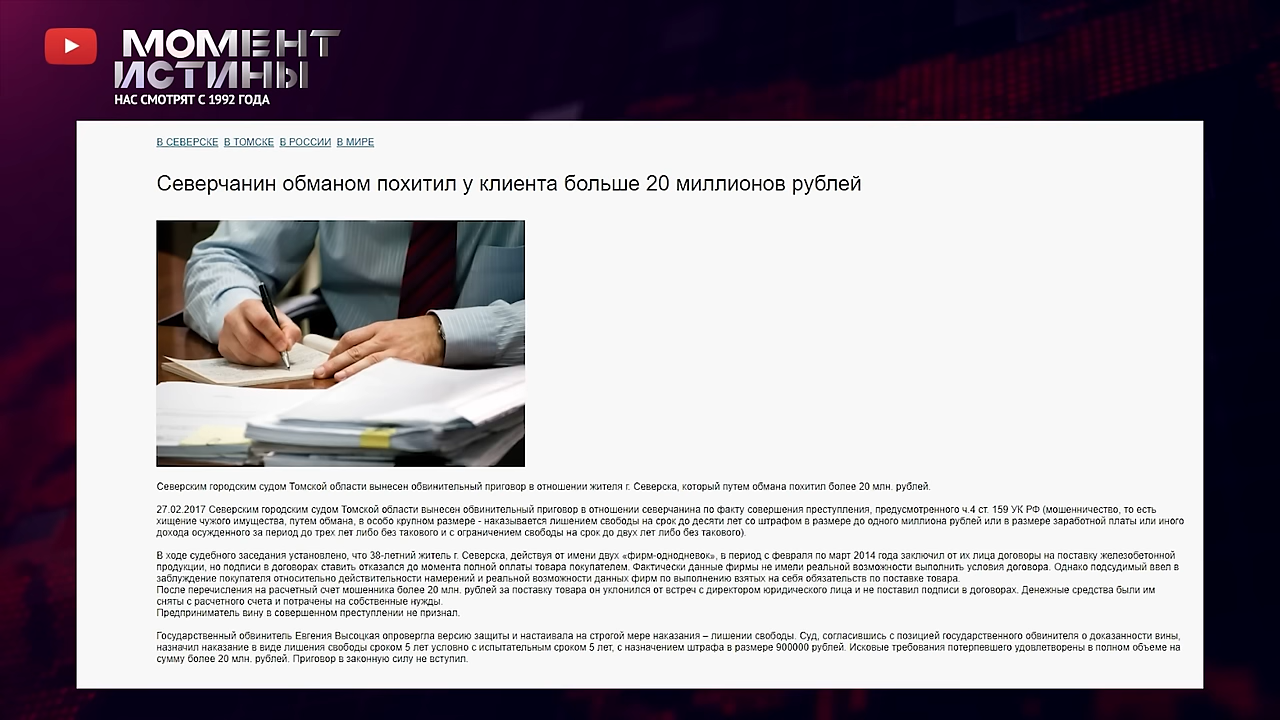 МОМЕНТ
ИСТИНЫ
НАС СМОТРЯТ С 1992 ГОДА
В СЕВЕРСКЕ В ТОМСКЕ В РОССИИ В МИРЕ
Северчанин обманом похитил у клиента больше 20 миллионов рублей
Северским городским судом Томской области вынесен обвинительный приговор в отношении жителя г. Северска, который путем обмана похитил более 20 млн. рублей.
27.02.2017 Северским городским судом Томской области вынесен обвинительный приговор в отношении северчанина по факту совершения преступления, предусмотренного ч.4 ст. 159 УК РФ (мошенничество, то есть
хищение чужого имущества, путем обмана, в особо крупном размере - наказывается лишением свободы на срок до десяти лет со штрафом в размере до одного миллиона рублей или в размере заработной платы или иного
дохода осужденного за период до трех лет либо без такового и с ограничением свободы на срок до двух лет либо без такового).
В ходе судебного заседания установлено, что 38-летний житель г. Северска, действуя от имени двух «фирм-однодневок», в период с февраля по март 2014 года заключил от их лица договоры на поставку железобетонной
продукции, но подписи в договорах ставить отказался до момента полной оплаты товара покупателем. Фактически данные фирмы не имели реальной возможности выполнить условия договора. Однако подсудимый ввел в
заблуждение покупателя относительно действительности намерений и реальной возможности данных фирм по выполнению взятых на себя обязательств по поставке товара.
После перечисления на расчетный счет мошенника более 20 млн. рублей за поставку товара он уклонился от встреч с директором юридического лица и не поставил подписи в договорах. Денежные средства были им
сняты с расчетного счета и потрачены на собственные нужды.
Предприниматель вину в совершенном преступлении не признал.
Государственный обвинитель Евгения Высоцкая опровергла версию защиты и настаивала на строгой мере наказания – лишении свободы. Суд, согласившись с позицией государственного обвинителя о доказанности вины,
назначил наказание в виде лишения свободы сроком 5 лет условно с испытательным сроком 5 лет, с назначением штрафа в размере 900000 рублей. Исковые требования потерпевшего удовлетворены в полном объеме на
сумму более 20 млн. рублей. Приговор в законную силу не вступил.